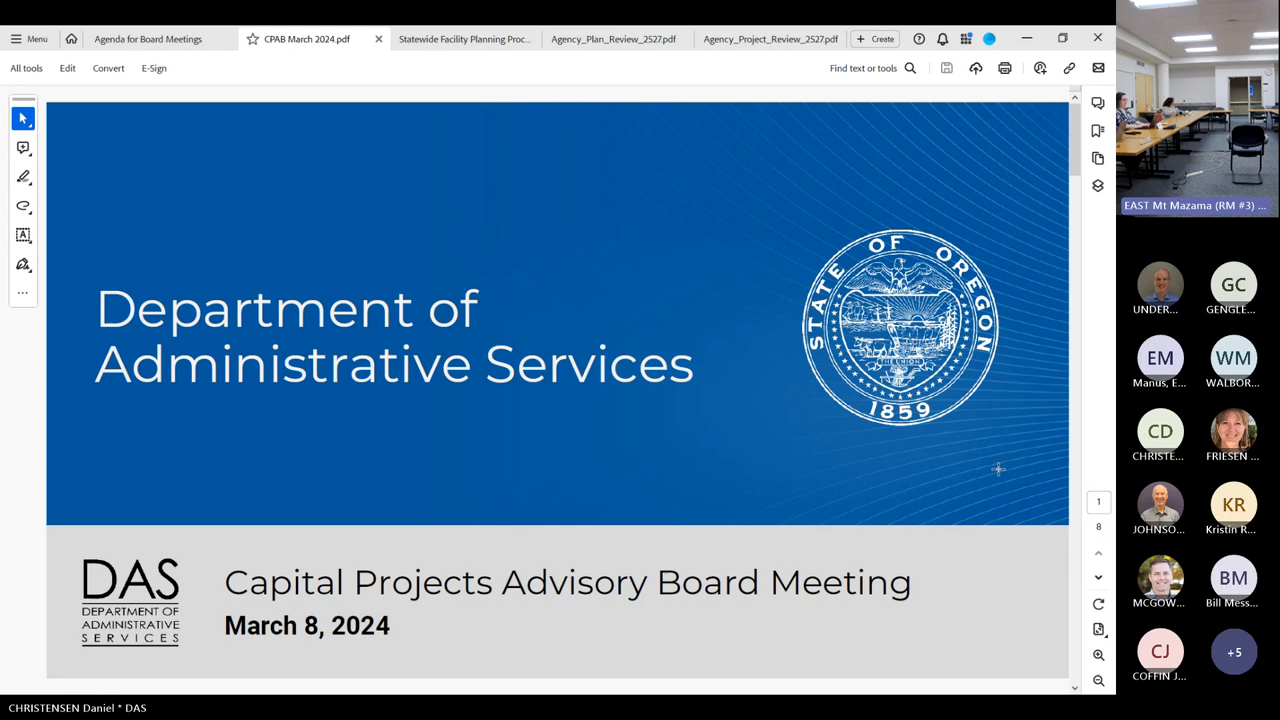 Menu
Agenda for Board Meetings
CPAB March 2024.pdf
Statewide Facility Planning Proc...
Agency_Plan_Review_2527.pdf
Agency_Project_Review_2527.pdf
Create
All tools
Edit
Convert
E-Sign
Find text or tools
Department of
Administrative Services
STATE OF OREGON
THE UNION
1859
DAS
DEPARTMENT OF
ADMINISTRATIVE
SERVICES
Capital Projects Advisory Board Meeting
March 8, 2024
1
8
EAST Mt Mazama (RM #3) ...
UNDER...
GC
GENGLE...
EM
Manus, E...
WM
WALBOR...
CD
CHRISTE...
FRIESEN ...
JOHNSO...
KR
Kristin R...
MCGOW...
BM
Bill Mess...
CJ
COFFIN J...
+5
CHRISTENSEN Daniel * DAS